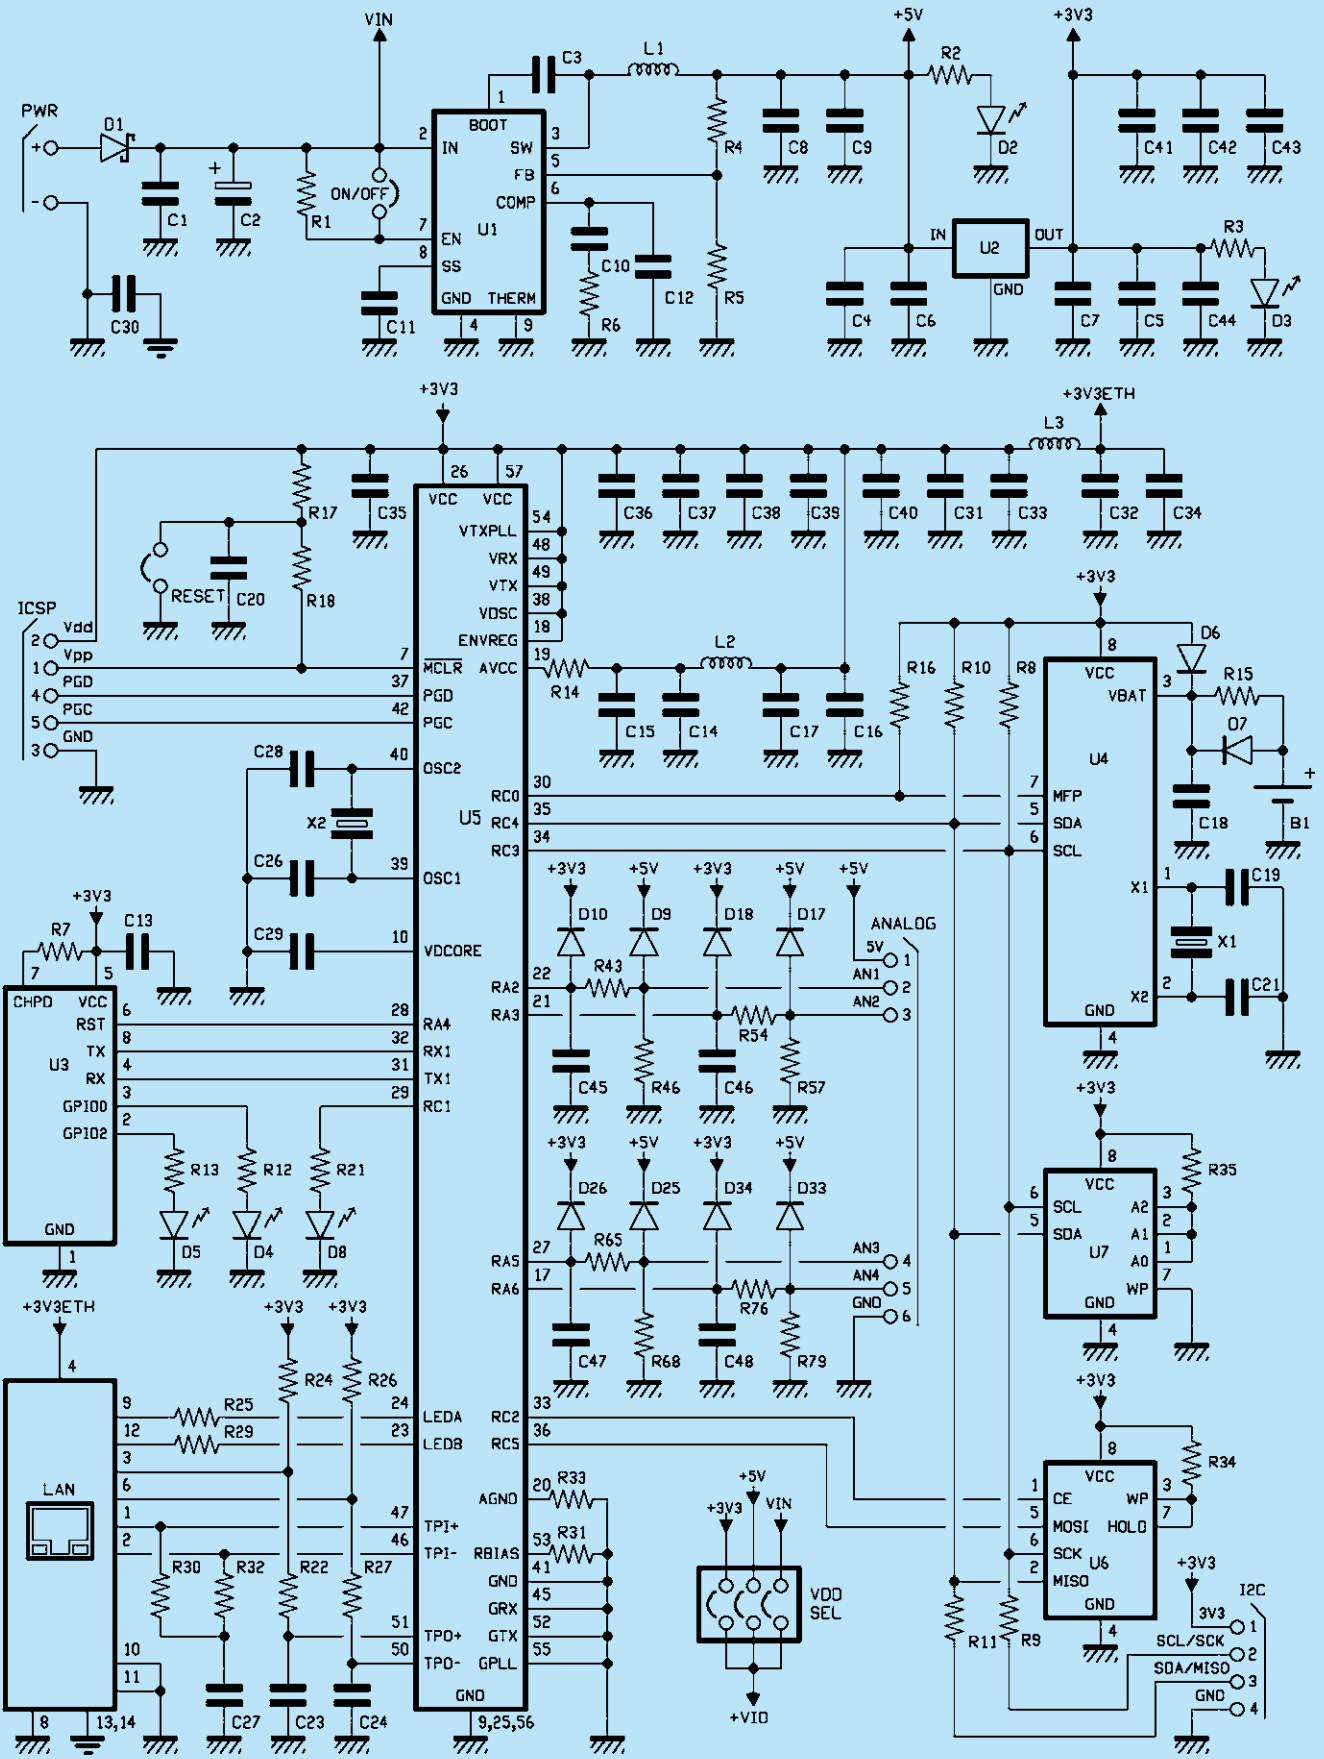 VIN
+5V
+3V3
PWR
+
-
D1
C1
+
C2
C30
R1
ON/OFF
C11
2
7
8
1
BOOT
IN
SW
FB
COMP
U1
EN
SS
GND
THERM
4
9
3
5
6
C3
L1
C10
R6
C12
R4
R5
C8
C9
R2
D2
C4
C6
IN
U2
OUT
GND
C7
C5
C44
C41
C42
C43
R3
D3
+3V3
+3V3ETH
L3
R17
C35
C36
C37
C38
C39
C40
C31
C33
C32
C34
RESET
C20
R18
ICSP
2
Vdd
1
Vpp
4
PGD
5
PGC
3
GND
26
57
VCC
VCC
VTXPLL
54
VRX
48
VTX
49
VDSC
38
ENVREG
18
7
MCLR
AVCC
19
37
PGD
42
PGC
40
OSC2
39
OSC1
10
VDCORE
U5
RC0
30
RC4
35
RC3
34
R14
L2
C15
C14
C17
C16
R16
R10
R8
C28
X2
C26
C29
+3V3
8
VCC
VBAT
3
U4
7
MFP
5
SDA
6
SCL
X1
1
X2
2
GND
4
D6
R15
D7
C18
+
B1
C19
X1
C21
+3V3
R7
C13
7
5
CHPD
VCC
RST
6
TX
8
U3
RX
4
GPIO0
3
GPIO2
2
GND
1
28
RA4
32
RX1
31
TX1
29
RC1
R13
R12
R21
D5
D4
D8
+3V3
+5V
+3V3
+5V
+5V
D10
D9
D18
D17
ANALOG
5V
1
AN1
2
AN2
3
RA2
22
RA3
21
R43
R54
C45
R46
C46
R57
+3V3
+5V
+3V3
+5V
D26
D25
D34
D33
RA5
27
RA6
17
R65
R76
AN3
4
AN4
5
GND
6
C47
R68
C48
R79
+3V3
8
VCC
6
SCL
5
SDA
A2
3
A1
2
A0
1
WP
7
U7
GND
4
R35
+3V3ETH
4
LAN
9
12
3
6
1
2
10
11
8
13,14
+3V3
+3V3
R24
R26
R25
R29
R30
R32
R22
R27
C27
C23
C24
24
LEDA
23
LEDB
47
TPI+
46
TPI-
51
TPO+
50
TPO-
GND
9,25,56
RC2
33
RC5
36
AGND
20
R33
RBIAS
53
R31
GND
41
GRX
45
GTX
52
GPLL
55
+5V
+3V3
VIN
VDD
SEL
+VIO
+3V3
8
VCC
1
CE
5
MOSI
6
SCK
2
MISO
WP
3
HOLD
7
U6
GND
4
R34
R11
R9
+3V3
I2C
3V3
1
SCL/SCK
2
SDA/MISO
3
GND
4